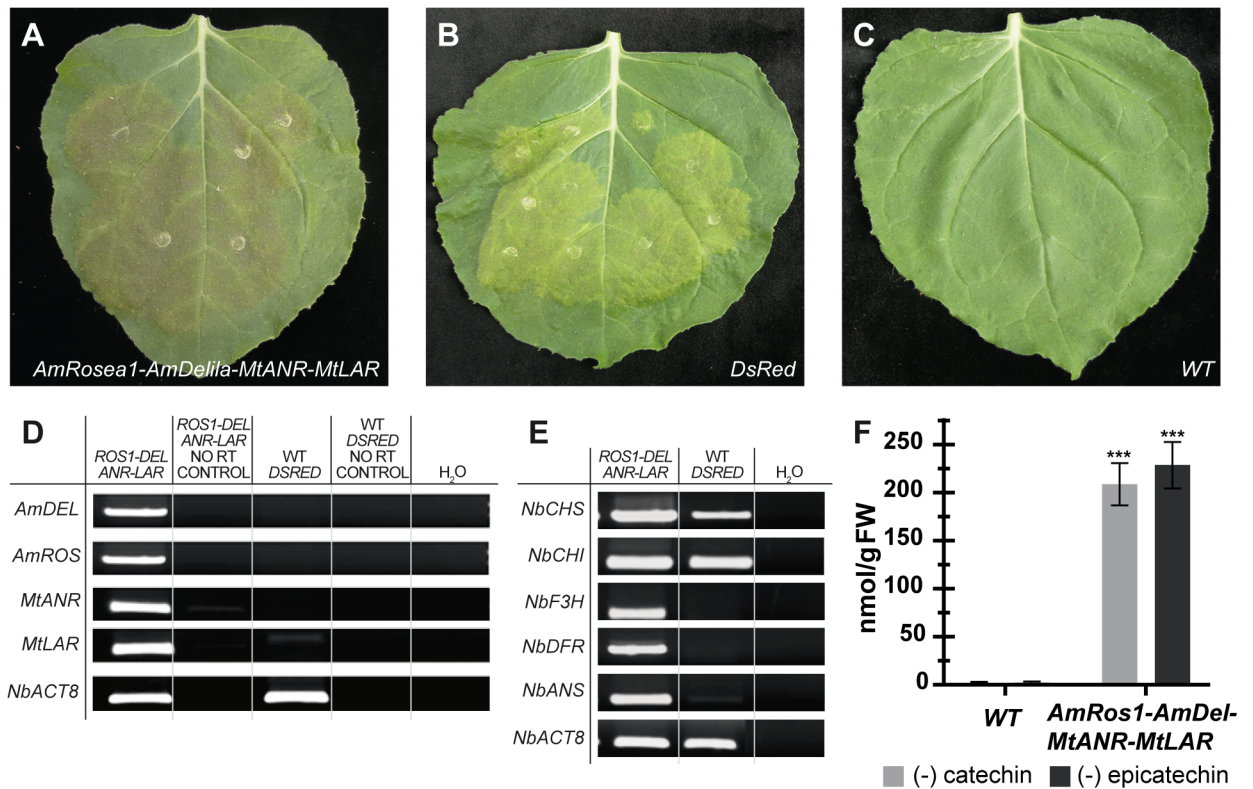 A
AmRosea1-AmDelila-MtANR-MtLAR
B
DsRed
C
WT
D
ROS1-DEL
ANR-LAR
ROS1-DEL
ANR-LAR
NO RT
CONTROL
WT
DSRED
WT
DSRED
NO RT
CONTROL
H2O
AmDEL
AmROS
MtANR
MtLAR
NbACT8
E
ROS1-DEL
ANR-LAR
WT
DSRED
H2O
NbCHS
NbCHI
NbF3H
NbDFR
NbANS
NbACT8
F
nmol/gFW
250
200
150
100
50
0
***
***
WT
AmRos1-AmDel-
MtANR-MtLAR
(-) catechin
(-) epicatechin